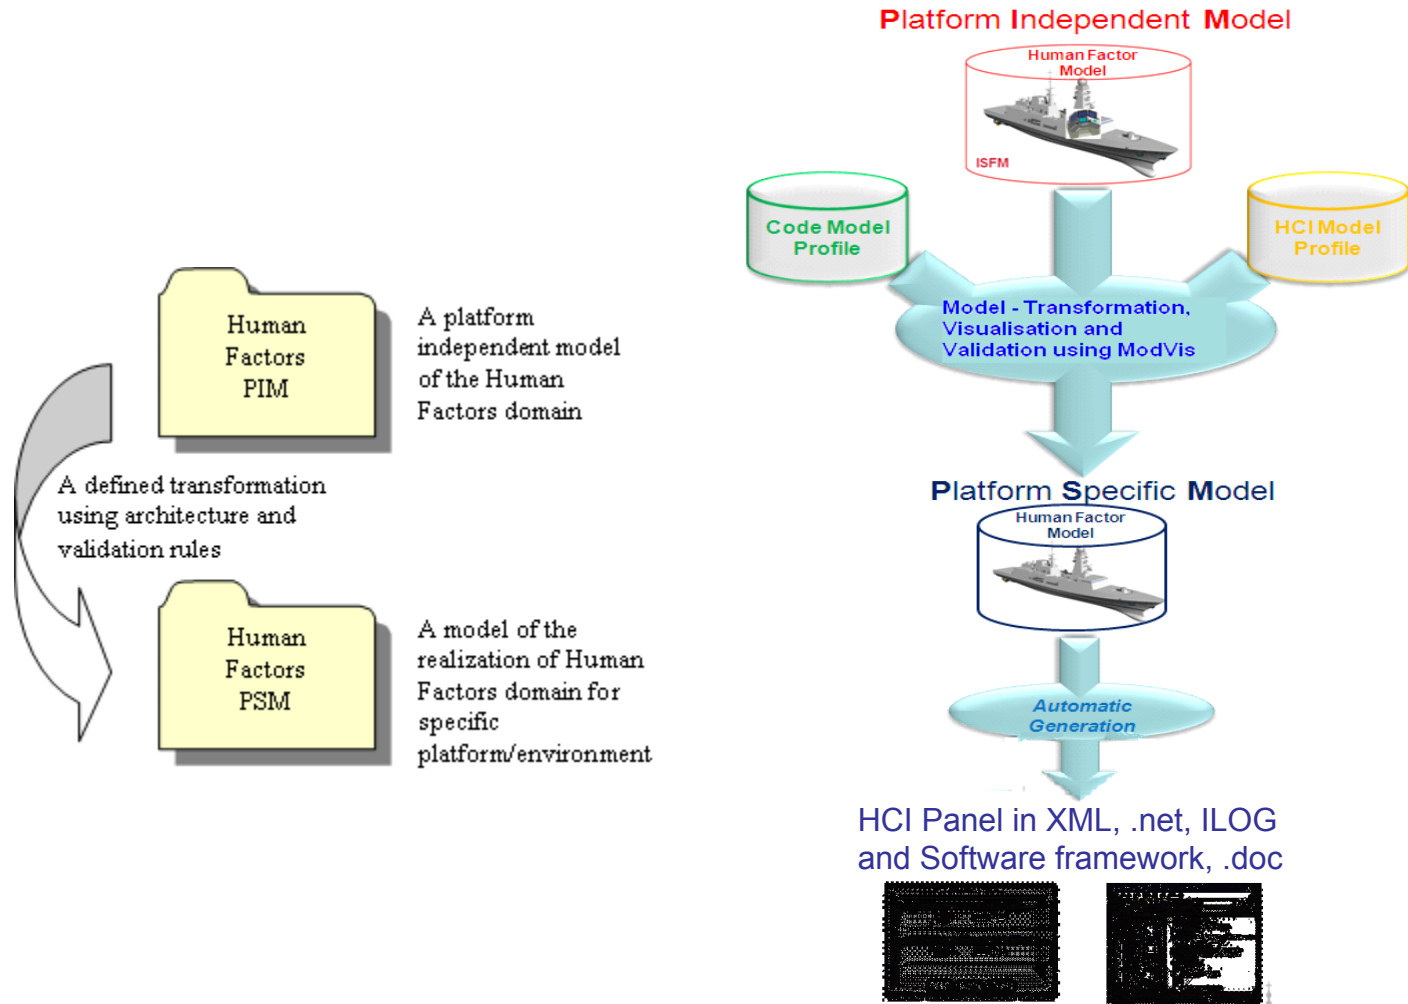 Human
Factors
PIM
A platform
independent model
of the Human
Factors domain
A defined transformation
using architecture and
validation rules
Human
Factors
PSM
A model of the
realization of Human
Factors domain for
specific
platform/environment
Platform Independent Model
Human Factor
Model
ISFM
Code Model
Profile
HCI Model
Profile
Model - Transformation,
Visualisation and
Validation using ModVis
Platform Specific Model
Human Factor
Model
Automatic
Generation
HCI Panel in XML, .net, ILOG
and Software framework, .doc